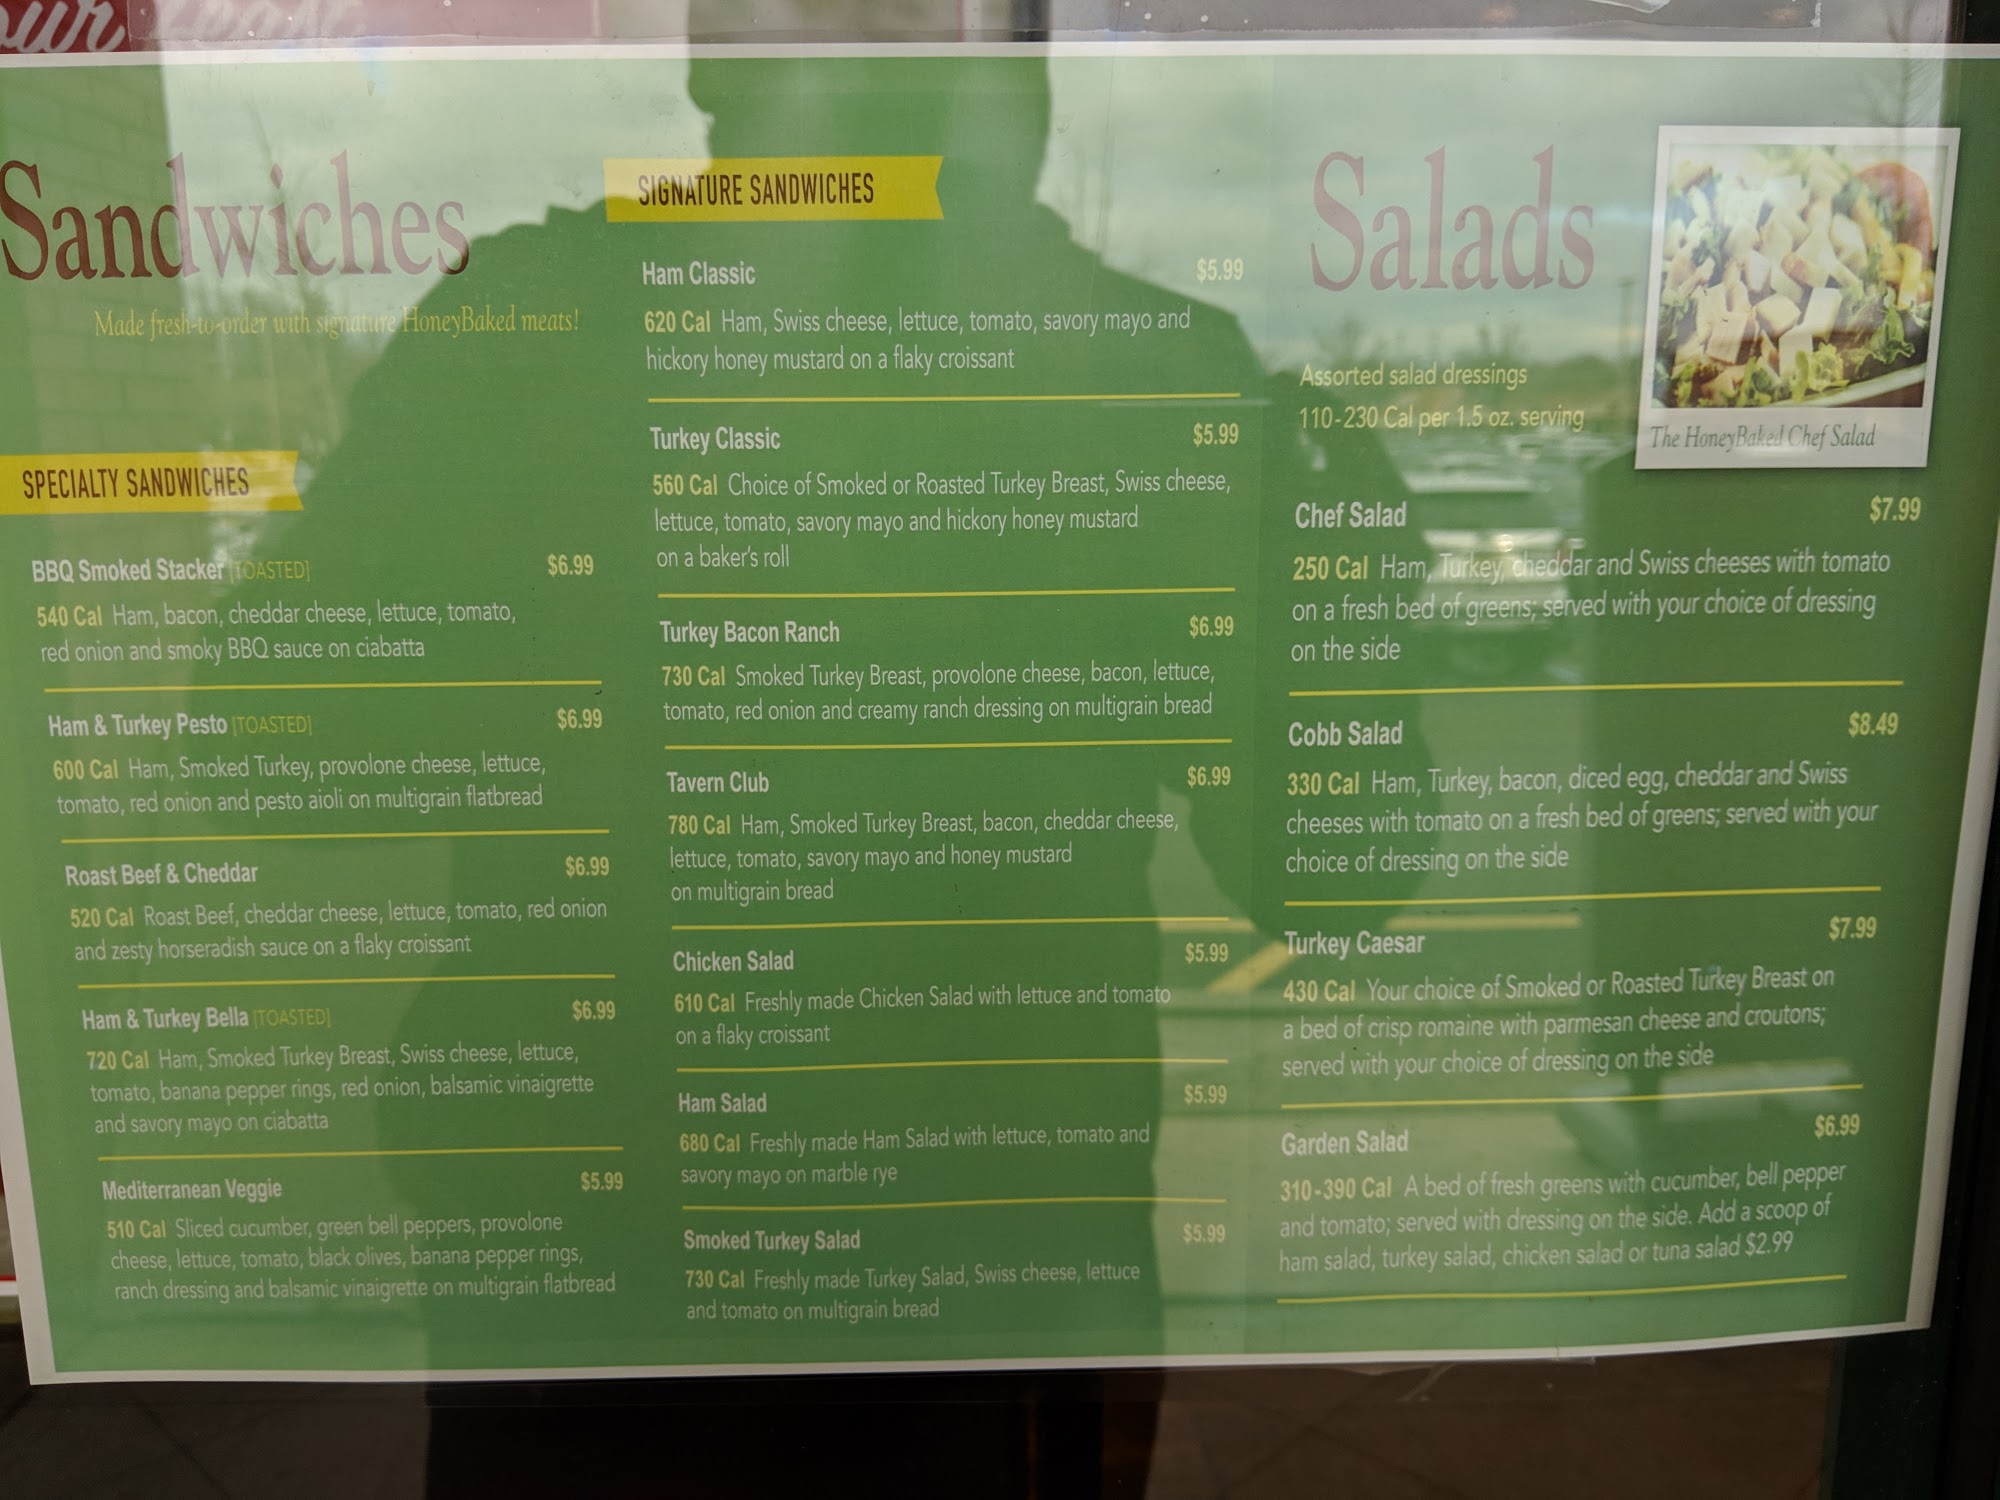 our feast
Sandwiches
Made fresh-to-order with signature HoneyBaked meats!
SPECIALTY SANDWICHES
BBQ Smoked Stacker [TOASTED] $6.99
540 Cal Ham, bacon, cheddar cheese, lettuce, tomato,
red onion and smoky BBQ sauce on ciabatta
Ham & Turkey Pesto [TOASTED] $6.99
600 Cal Ham, Smoked Turkey, provolone cheese, lettuce,
tomato, red onion and pesto aioli on multigrain flatbread
Roast Beef & Cheddar $6.99
520 Cal Roast Beef, cheddar cheese, lettuce, tomato, red onion
and zesty horseradish sauce on a flaky croissant
Ham & Turkey Bella [TOASTED] $6.99
720 Cal Ham, Smoked Turkey Breast, Swiss cheese, lettuce,
tomato, banana pepper rings, red onion, balsamic vinaigrette
and savory mayo on ciabatta
Mediterranean Veggie $5.99
510 Cal Sliced cucumber, green bell peppers, provolone
cheese, lettuce, tomato, black olives, banana pepper rings,
ranch dressing and balsamic vinaigrette on multigrain flatbread
SIGNATURE SANDWICHES
Ham Classic $5.99
620 Cal Ham, Swiss cheese, lettuce, tomato, savory mayo and
hickory honey mustard on a flaky croissant
Turkey Classic $5.99
560 Cal Choice of Smoked or Roasted Turkey Breast, Swiss cheese,
lettuce, tomato, savory mayo and hickory honey mustard
on a baker's roll
Turkey Bacon Ranch $6.99
730 Cal Smoked Turkey Breast, provolone cheese, bacon, lettuce,
tomato, red onion and creamy ranch dressing on multigrain bread
Tavern Club $6.99
780 Cal Ham, Smoked Turkey Breast, bacon, cheddar cheese,
lettuce, tomato, savory mayo and honey mustard
on multigrain bread
Chicken Salad $5.99
610 Cal Freshly made Chicken Salad with lettuce and tomato
on a flaky croissant
Ham Salad $5.99
680 Cal Freshly made Ham Salad with lettuce, tomato and
savory mayo on marble rye
Smoked Turkey Salad $5.99
730 Cal Freshly made Turkey Salad, Swiss cheese, lettuce
and tomato on multigrain bread
Salads
Assorted salad dressings
110-230 Cal per 1.5 oz. serving
The HoneyBaked Chef Salad
Chef Salad $7.99
250 Cal Ham, Turkey, cheddar and Swiss cheeses with tomato
on a fresh bed of greens; served with your choice of dressing
on the side
Cobb Salad $8.49
330 Cal Ham, Turkey, bacon, diced egg, cheddar and Swiss
cheeses with tomato on a fresh bed of greens; served with your
choice of dressing on the side
Turkey Caesar $7.99
430 Cal Your choice of Smoked or Roasted Turkey Breast on
a bed of crisp romaine with parmesan cheese and croutons;
served with your choice of dressing on the side
Garden Salad $6.99
310-390 Cal A bed of fresh greens with cucumber, bell pepper
and tomato; served with dressing on the side. Add a scoop of
ham salad, turkey salad, chicken salad or tuna salad $2.99